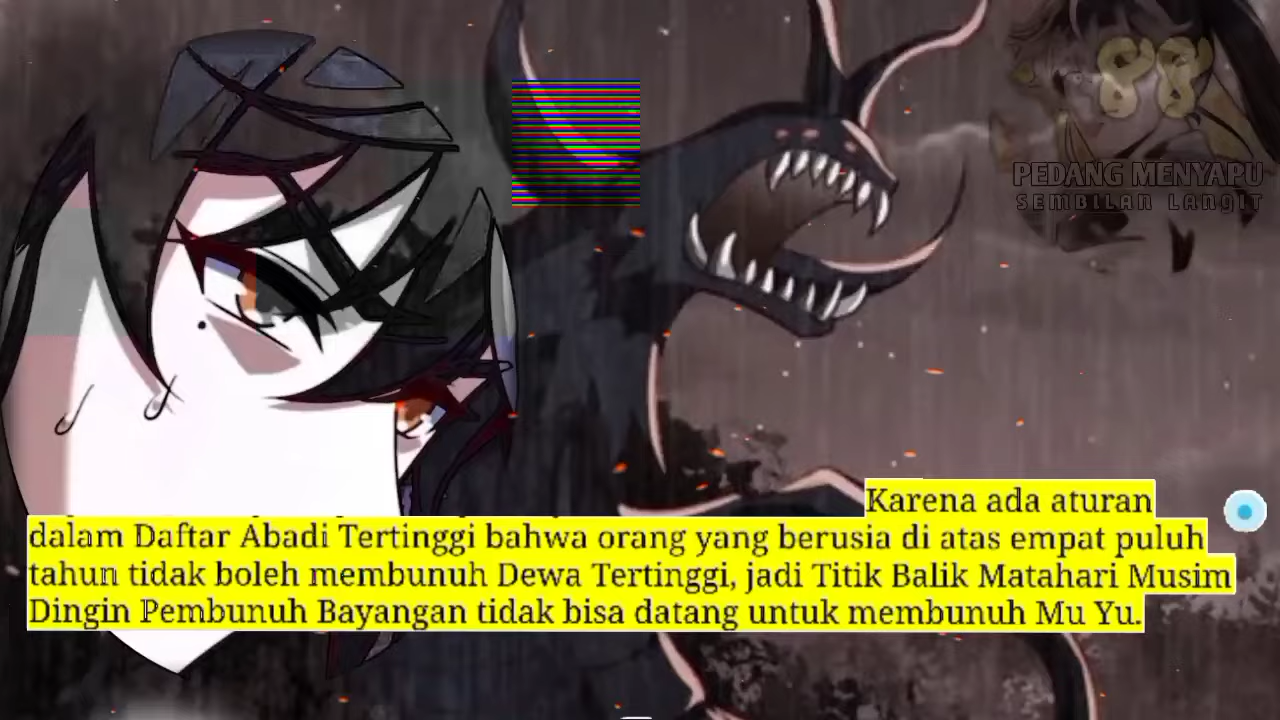 88
PEDANG MENYAPU
SEMBILAN LANGIT
Karena ada aturan
dalam Daftar Abadi Tertinggi bahwa orang yang berusia di atas empat puluh
tahun tidak boleh membunuh Dewa Tertinggi, jadi Titik Balik Matahari Musim
Dingin Pembunuh Bayangan tidak bisa datang untuk membunuh Mu Yu.